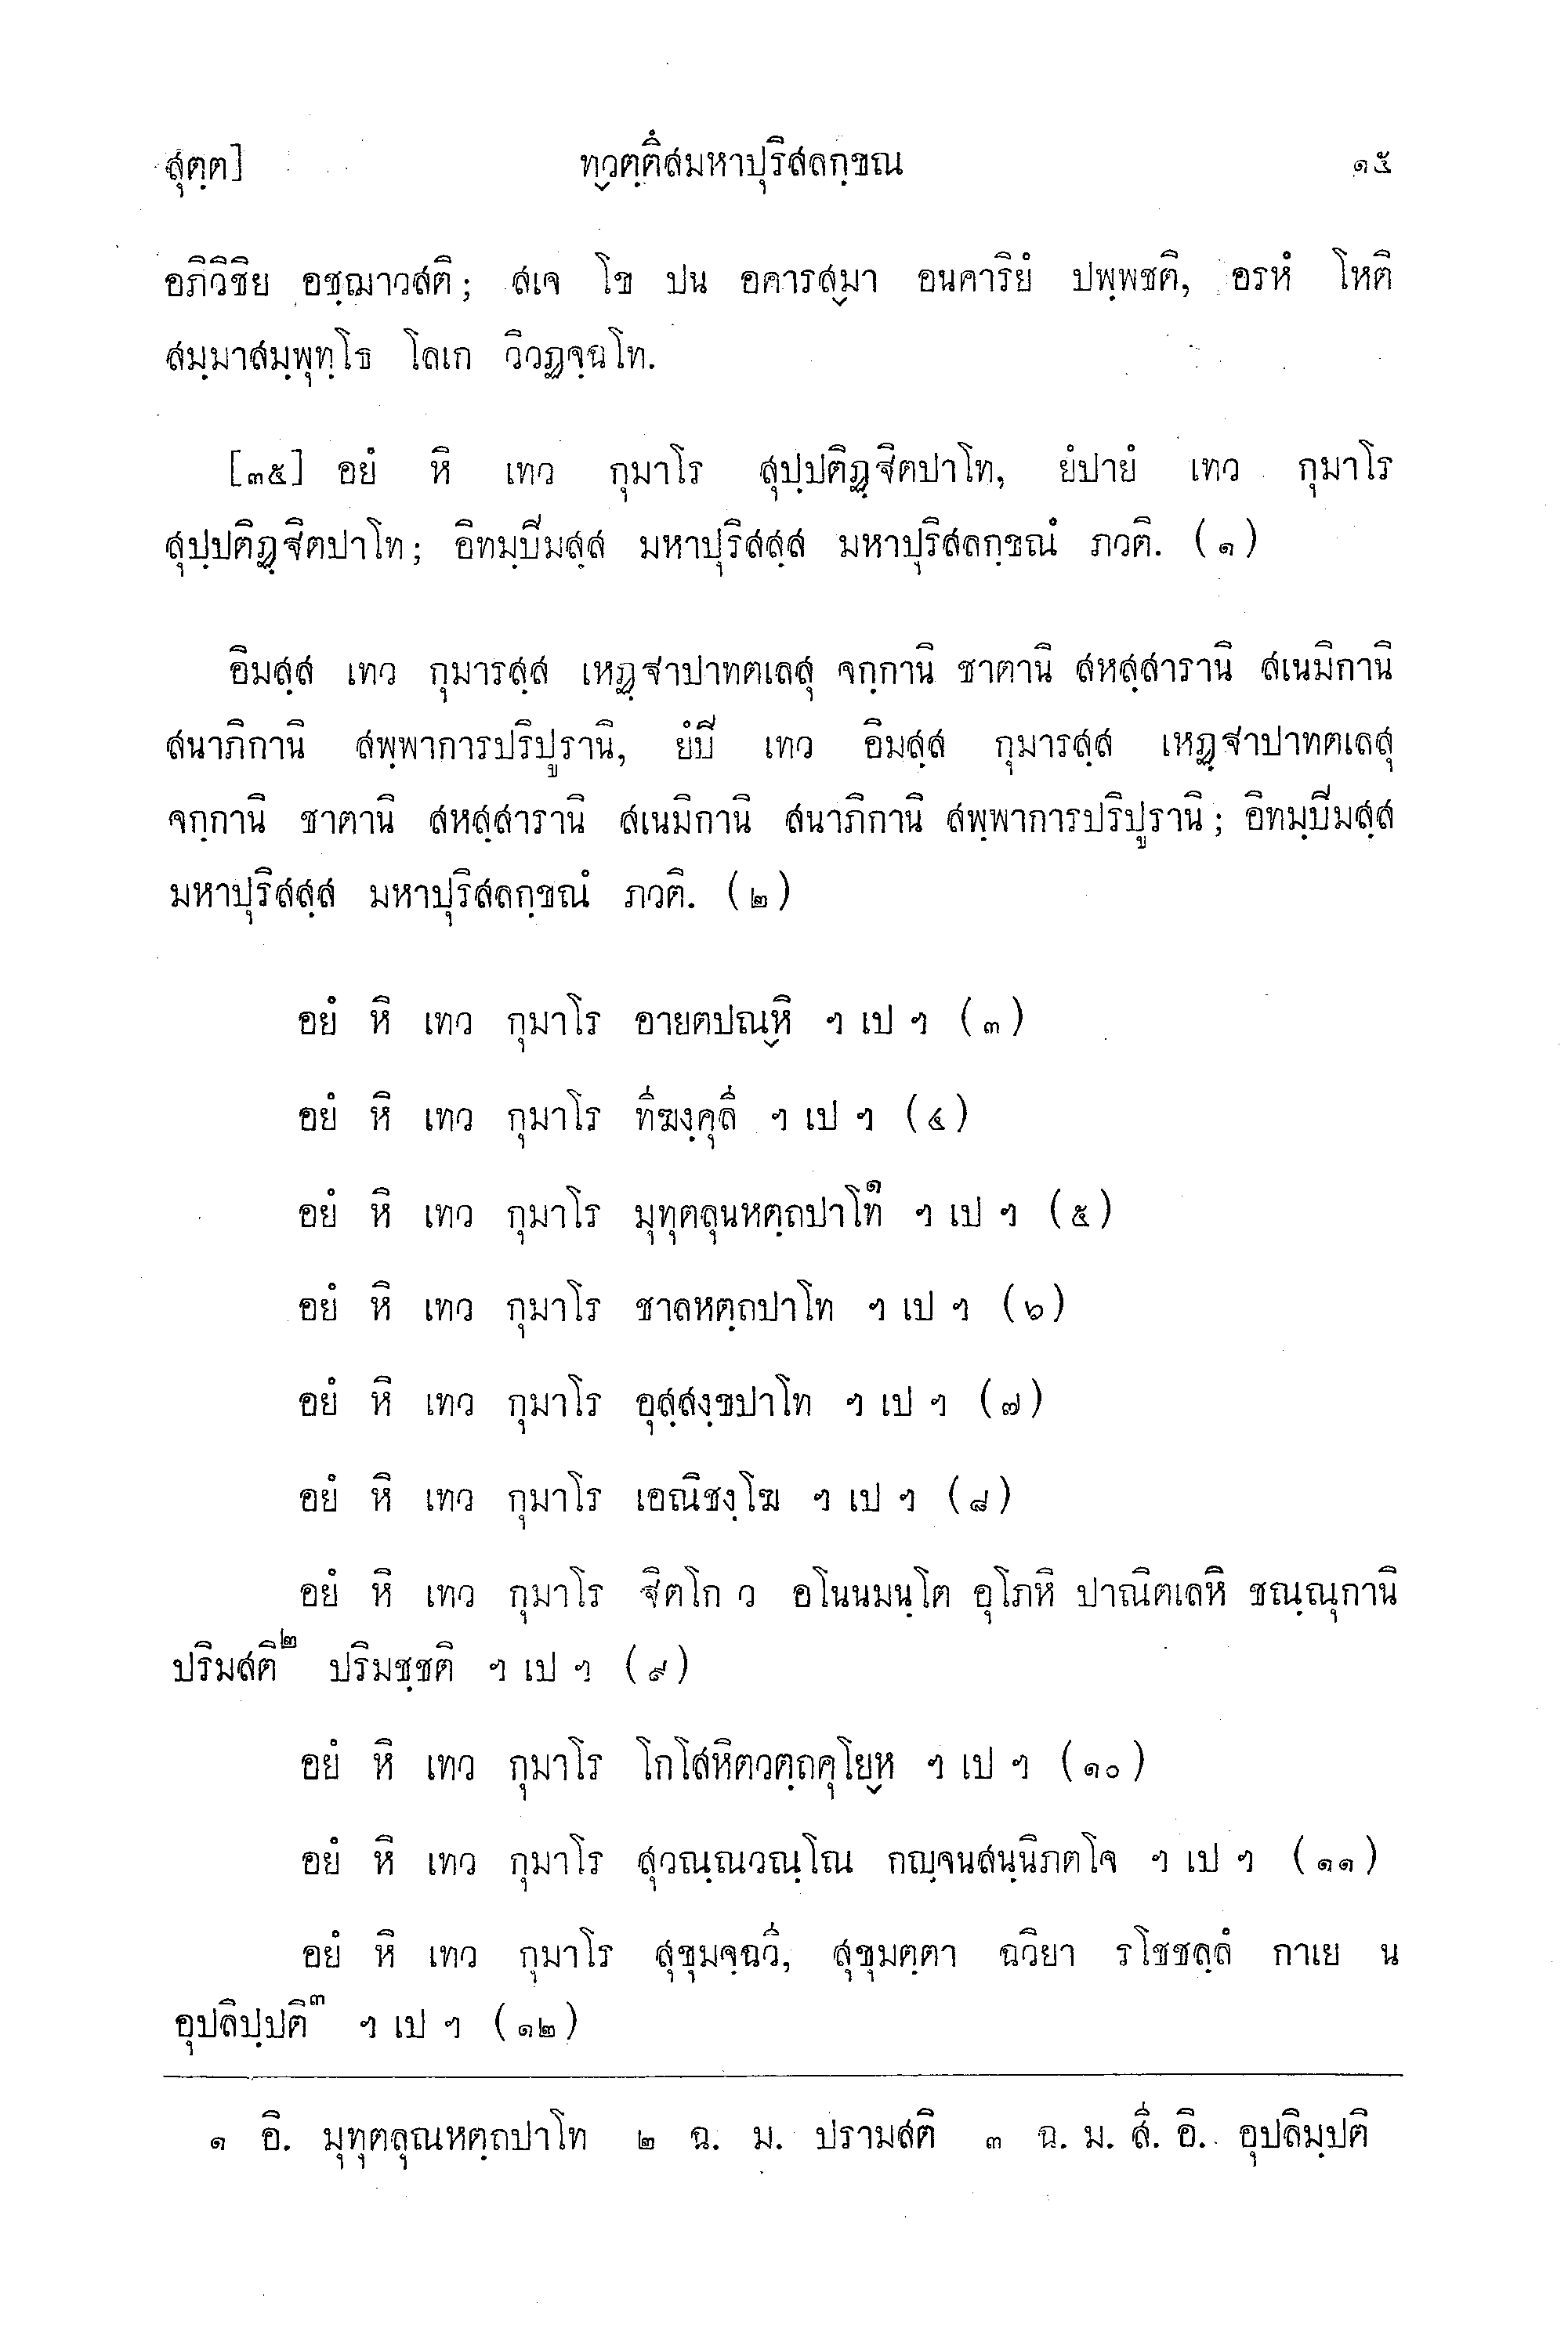 สุตฺต] ทฺวตฺตึสมหาปุริสลกฺขณ ๑๕
อภิวิชิย อชฺฌาวสติ; สเจ โข ปน อคารสฺมา อนคาริยํ ปพฺพชติ, อรหํ โหติ
สมฺมาสมฺพุทฺโธ โลเก วิวฏจฺฉโท.
[๓๕] อยํ หิ เทว กุมาโร สุปฺปติฏฺฐิตปาโท, ยํปายํ เทว กุมาโร
สุปฺปติฏฺฐิตปาโท; อิทมฺปีมสฺส มหาปุริสสฺส มหาปุริสลกฺขณํ ภวติ. (๑)
อิมสฺส เทว กุมารสฺส เหฏฺฐาปาทตเลสุ จกฺกานิ ชาตานิ สหสฺสารานิ สเนมิกานิ
สนาภิกานิ สพฺพาการปริปูรานิ, ยํปิ เทว อิมสฺส กุมารสฺส เหฏฺฐาปาทตเลสุ
จกฺกานิ ชาตานิ สหสฺสารานิ สเนมิกานิ สนาภิกานิ สพฺพาการปริปูรานิ; อิทมฺปีมสฺส
มหาปุริสสฺส มหาปุริสลกฺขณํ ภวติ. (๒)
อยํ หิ เทว กุมาโร อายตปณฺหิ ฯ เป ฯ (๓)
อยํ หิ เทว กุมาโร ทีฆงฺคุลี ฯ เป ฯ (๔)
อยํ หิ เทว กุมาโร มุทุตลุนหตฺถปาโท๑ ฯ เป ฯ (๕)
อยํ หิ เทว กุมาโร ชาลหตฺถปาโท ฯ เป ฯ (๖)
อยํ หิ เทว กุมาโร อุสฺสงฺขปาโท ฯ เป ฯ (๗)
อยํ หิ เทว กุมาโร เอณิชงฺโฆ ฯ เป ฯ (๘)
อยํ หิ เทว กุมาโร ฐิตโก ว อโนนมนฺโต อุโภหิ ปาณิตเลหิ ชณฺณุกานิ
ปริมสติ๒ ปริมชฺชติ ฯ เป ฯ (๙)
อยํ หิ เทว กุมาโร โกโสหิตวตฺถคุโยฺห ฯ เป ฯ (๑๐)
อยํ หิ เทว กุมาโร สุวณฺณวณฺโณ กญฺจนสนฺนิภตโจ ฯ เป ฯ (๑๑)
อยํ หิ เทว กุมาโร สุขุมจฺฉวี, สุขุมตฺตา ฉวิยา รโชชลฺลํ กาเย น
อุปลิปฺปติ๓ ฯ เป ฯ (๑๒)
๑ อิ. มุทุตลุณหตฺถปาโท ๒ ฉ. ม. ปรามสติ ๓ ฉ. ม. สี. อิ. อุปลิมฺปติ